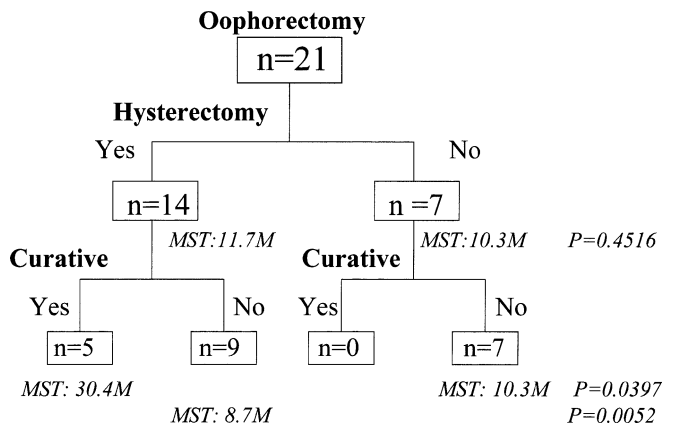 Oophorectomy
n=21
Hysterectomy
Yes No
n=14 n =7
MST:11.7M MST:10.3M P=0.4516
Curative Curative
Yes No Yes No
n=5 n=9 n=0 n=7
MST: 30.4M MST: 10.3M P=0.0397
MST: 8.7M P=0.0052